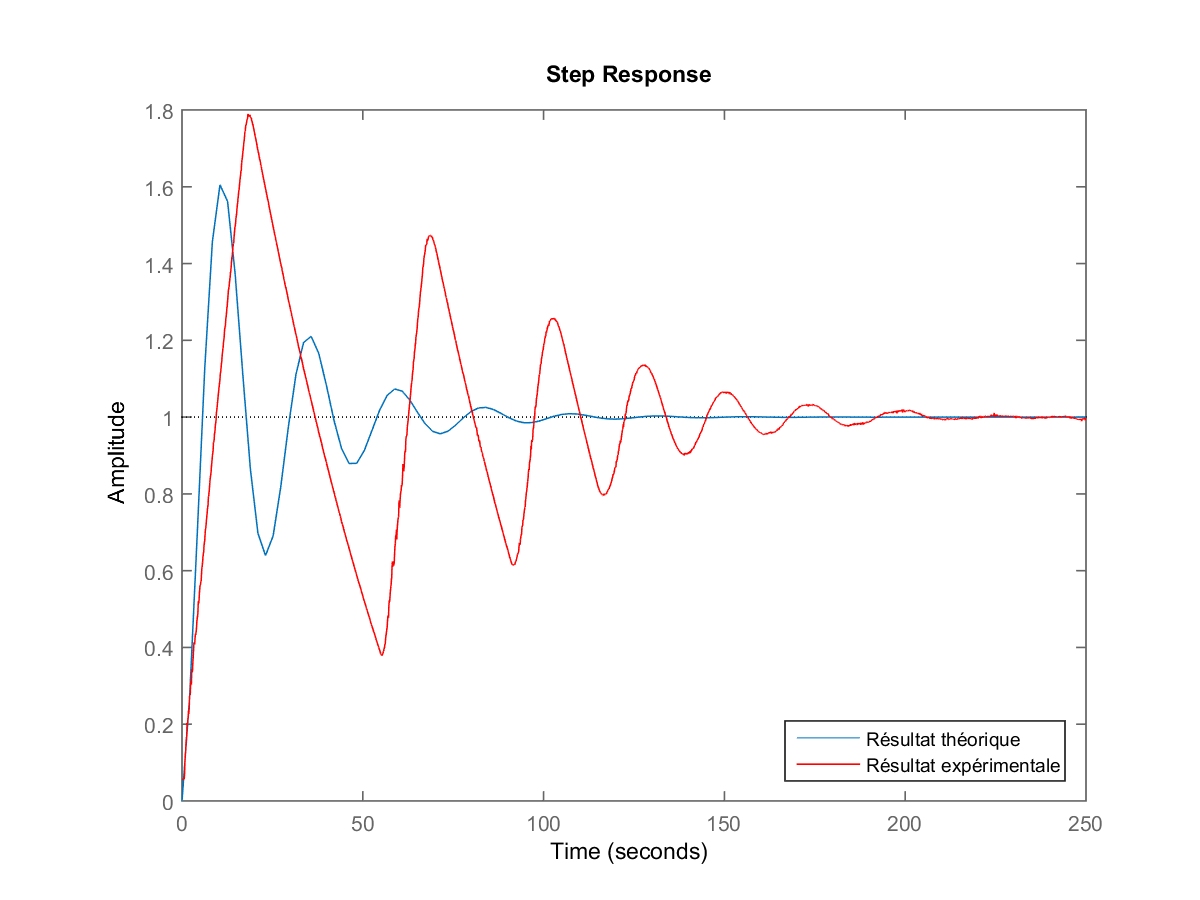 Step Response
Amplitude
1.8
1.6
1.4
1.2
1
0.8
0.6
0.4
0.2
0
0 50 100 150 200 250
Time (seconds)
Résultat théorique
Résultat expérimentale